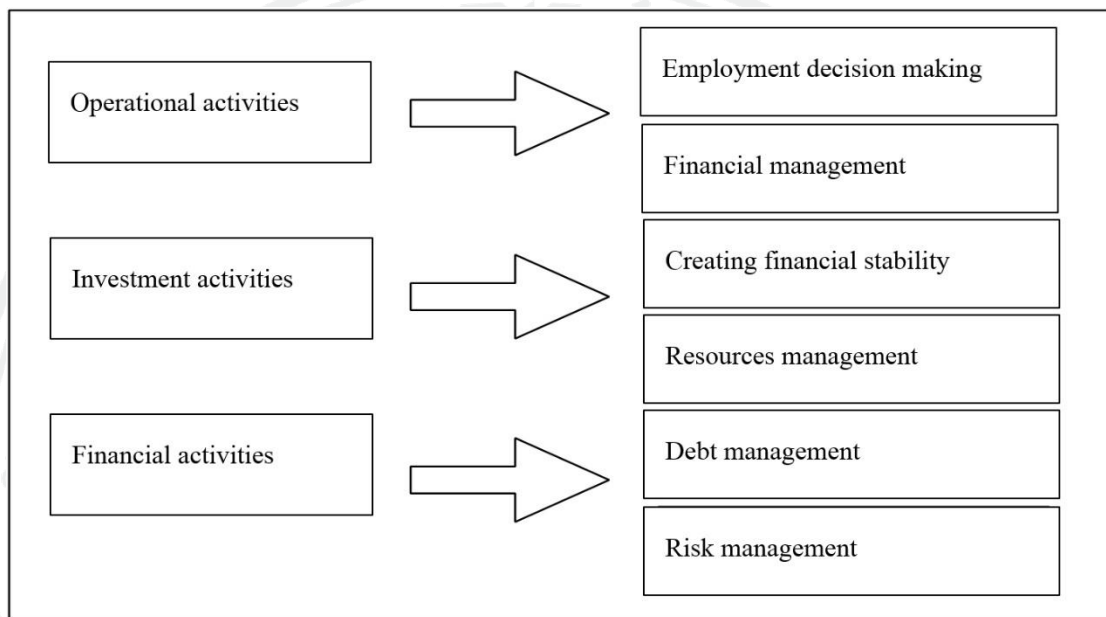 Operational activities
Employment decision making
Financial management
Investment activities
Creating financial stability
Resources management
Financial activities
Debt management
Risk management